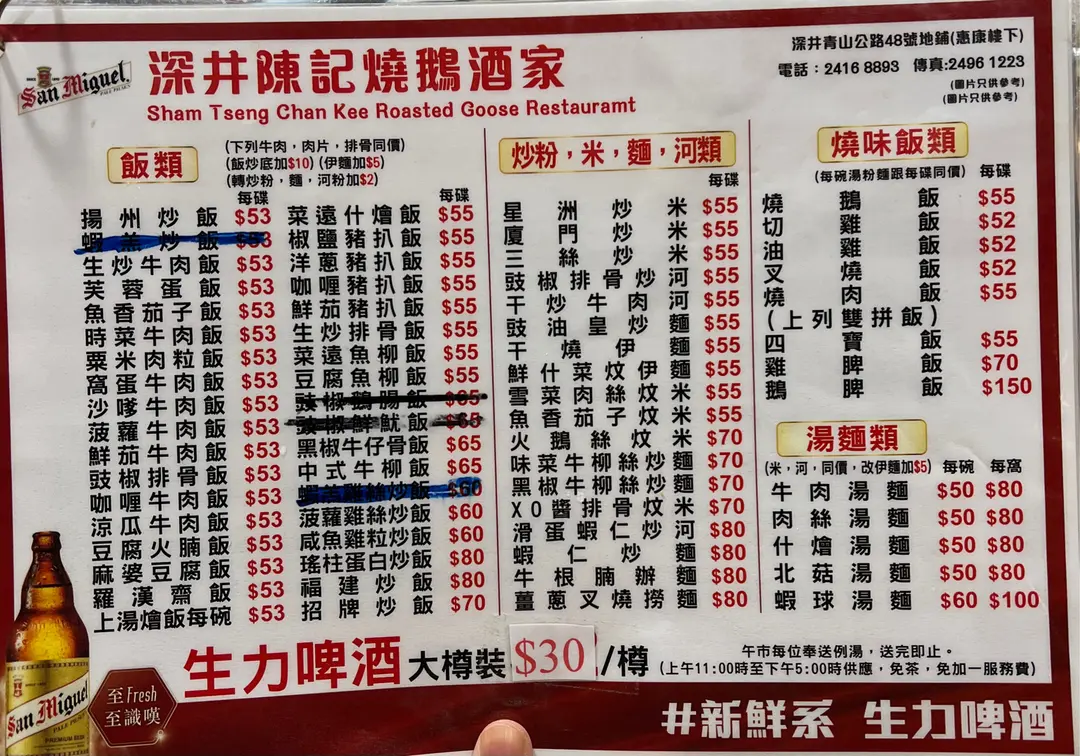 San Miguel
PALE PILSEN
深井陳記燒鵝酒家
Sham Tseng Chan Kee Roasted Goose Restauramt
深井青山公路48號地鋪(惠康樓下)
電話：2416 8893 傳真:2496 1223
(圖片只供參考)
(圖片只供參考)
飯類
(下列牛肉，肉片，排骨同價)
(飯炒底加$10) (伊麵加$5)
(轉炒粉，麵，河粉加$2)
每碟
揚州炒飯 $53
蝦羔炒飯 $53
生炒牛肉飯 $53
芙蓉蛋飯 $53
魚香茄子飯 $53
時菜牛肉飯 $53
粟米肉粒飯 $53
窩蛋牛肉飯 $53
沙嗲牛肉飯 $53
菠蘿牛肉飯 $53
鮮茄牛肉飯 $53
豉椒排骨飯 $53
咖喱牛肉飯 $53
涼瓜牛肉飯 $53
豆腐火腩飯 $53
麻婆豆腐飯 $53
羅漢齋飯 $53
上湯燴飯每碗 $53
每碟
菜遠什燴飯 $55
椒鹽豬扒飯 $55
洋蔥豬扒飯 $55
咖喱豬扒飯 $55
鮮茄豬扒飯 $55
生炒排骨飯 $55
菜遠魚柳飯 $55
豆腐魚柳飯 $55
豉椒鵝腸飯 $65
豉椒鮮魷飯 $65
黑椒牛仔骨飯 $65
中式牛柳飯 $65
蝦羔雞絲炒飯 $60
菠蘿雞絲炒飯 $60
咸魚雞粒炒飯 $60
瑤柱蛋白炒飯 $80
福建炒飯 $80
招牌炒飯 $70
炒粉，米，麵，河類
每碟
星洲炒米 $55
廈門炒米 $55
三絲炒米 $55
豉椒排骨炒河 $55
干炒牛肉河 $55
豉油皇炒麵 $55
干燒伊麵 $55
鮮什菜炆伊麵 $55
雪菜肉絲炆米 $55
魚香茄子炆米 $55
火鵝絲炆米 $70
味菜牛柳絲炒麵 $70
黑椒牛柳絲炒麵 $70
XO醬排骨炆米 $70
滑蛋蝦仁炒河 $80
蝦仁炒麵 $80
牛根腩辦麵 $80
薑蔥叉燒撈麵 $80
燒味飯類
(每碗湯粉麵跟每碟同價) 每碟
燒鵝飯 $55
切雞飯 $52
油雞飯 $52
叉燒飯 $52
燒肉飯 $55
(上列雙拼飯)
四寶飯 $55
雞脾飯 $70
鵝脾飯 $150
湯麵類
(米，河，同價，改伊麵加$5) 每碗 每窩
牛肉湯麵 $50 $80
肉絲湯麵 $50 $80
什燴湯麵 $50 $80
北菇湯麵 $50 $80
蝦球湯麵 $60 $100
生力啤酒 大樽裝 $30 /樽
午市每位奉送例湯，送完即止。
(上午11:00時至下午5:00時供應，免茶，免加一服務費)
San Miguel
PALE PILSEN
PREMIUM BEER
至Fresh
至識嘆
#新鮮系 生力啤酒